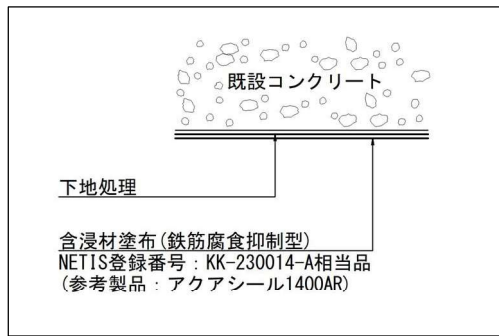 既設コンクリート
下地処理
含浸材塗布(鉄筋腐食抑制型)
NETIS登録番号：KK-230014-A相当品
(参考製品：アクアシール1400AR)